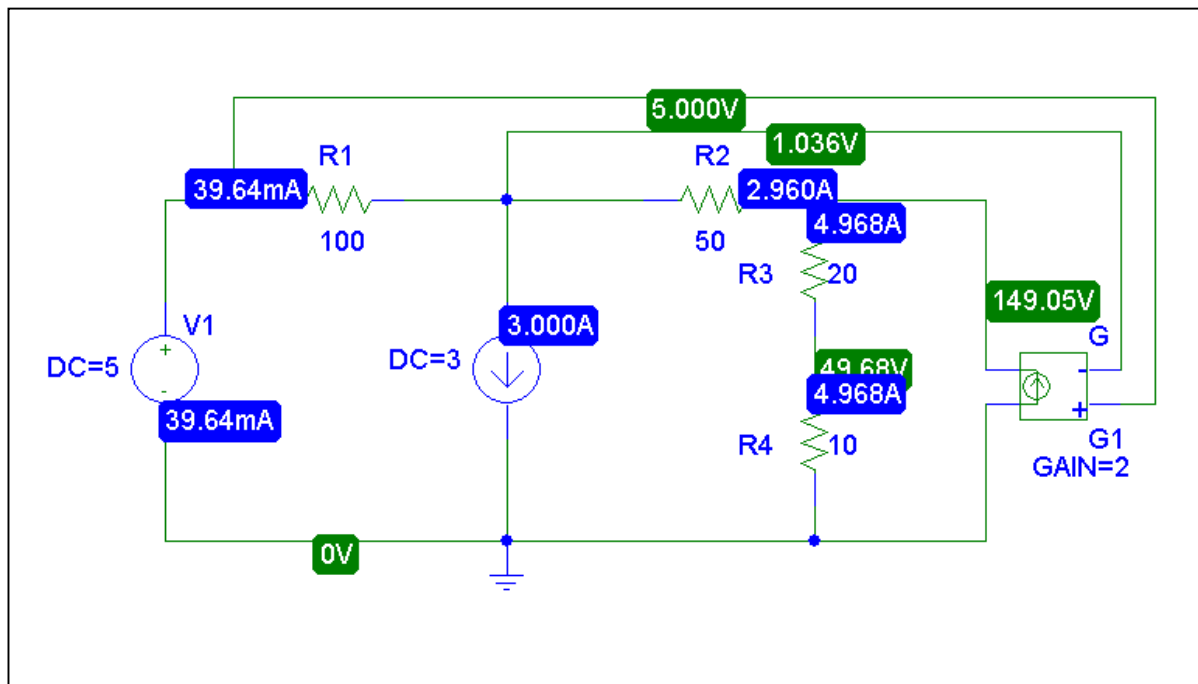 5.000V
1.036V
R1
R2
39.64mA
2.960A
4.968A
100
50
R3
20
149.05V
V1
3.000A
G
DC=5
+
-
DC=3
49.68V
-
4.968A
+
39.64mA
R4
10
G1
GAIN=2
0V